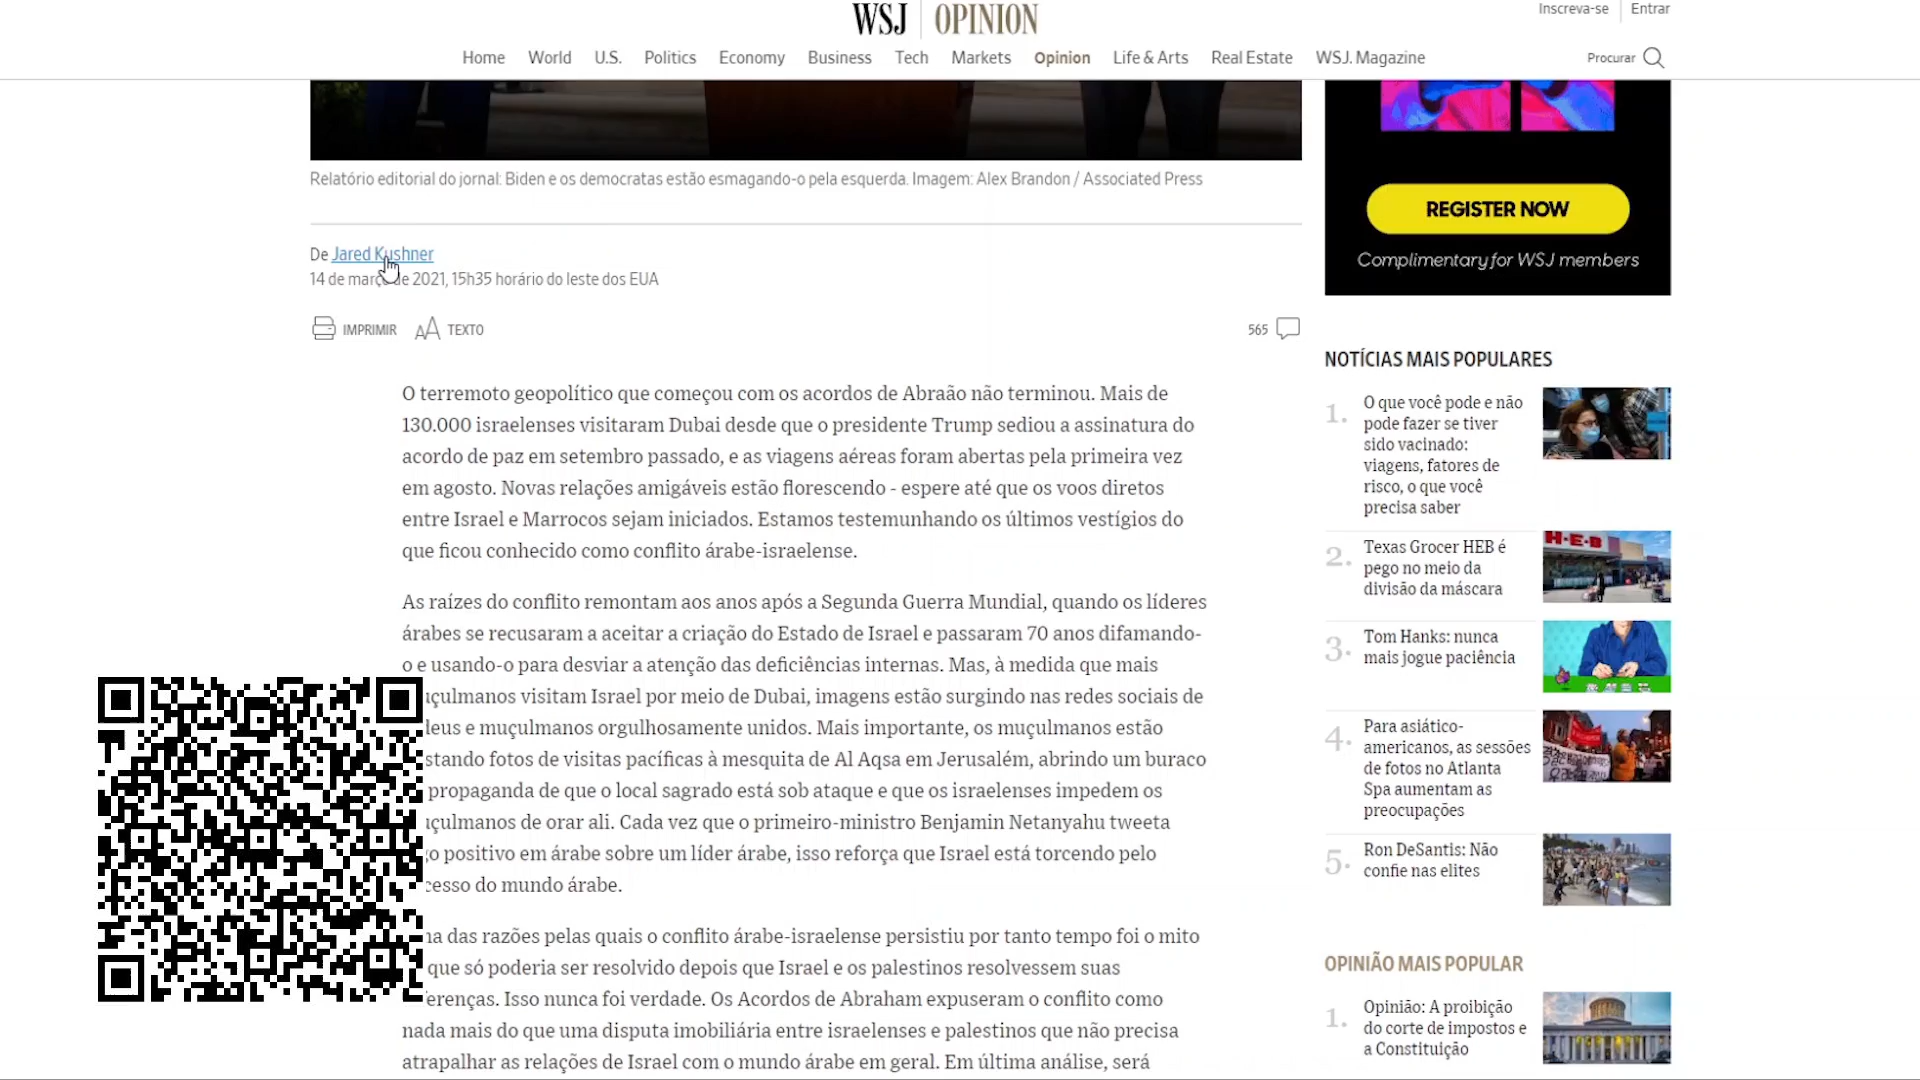 WSJ OPINION
Inscreva-se Entrar
Home World U.S. Politics Economy Business Tech Markets Opinion Life & Arts Real Estate WSJ. Magazine Procurar
REGISTER NOW
Complimentary for WSJ members
Relatório editorial do jornal: Biden e os democratas estão esmagando-o pela esquerda. Imagem: Alex Brandon / Associated Press
De Jared Kushner
14 de março de 2021, 15h35 horário do leste dos EUA
IMPRIMIR AA TEXTO 565
O terremoto geopolítico que começou com os acordos de Abraão não terminou. Mais de
130.000 israelenses visitaram Dubai desde que o presidente Trump sediou a assinatura do
acordo de paz em setembro passado, e as viagens aéreas foram abertas pela primeira vez
em agosto. Novas relações amigáveis estão florescendo - espere até que os voos diretos
entre Israel e Marrocos sejam iniciados. Estamos testemunhando os últimos vestígios do
que ficou conhecido como conflito árabe-israelense.
As raízes do conflito remontam aos anos após a Segunda Guerra Mundial, quando os líderes
árabes se recusaram a aceitar a criação do Estado de Israel e passaram 70 anos difamando-
o e usando-o para desviar a atenção das deficiências internas. Mas, à medida que mais
uçulmanos visitam Israel por meio de Dubai, imagens estão surgindo nas redes sociais de
leus e muçulmanos orgulhosamente unidos. Mais importante, os muçulmanos estão
stando fotos de visitas pacíficas à mesquita de Al Aqsa em Jerusalém, abrindo um buraco
propaganda de que o local sagrado está sob ataque e que os israelenses impedem os
uçulmanos de orar ali. Cada vez que o primeiro-ministro Benjamin Netanyahu tweeta
go positivo em árabe sobre um líder árabe, isso reforça que Israel está torcendo pelo
cesso do mundo árabe.
na das razões pelas quais o conflito árabe-israelense persistiu por tanto tempo foi o mito
que só poderia ser resolvido depois que Israel e os palestinos resolvessem suas
erenças. Isso nunca foi verdade. Os Acordos de Abraham expuseram o conflito como
nada mais do que uma disputa imobiliária entre israelenses e palestinos que não precisa
atrapalhar as relações de Israel com o mundo árabe em geral. Em última análise, será
NOTÍCIAS MAIS POPULARES
1. O que você pode e não
pode fazer se tiver
sido vacinado:
viagens, fatores de
risco, o que você
precisa saber
H-E-B
2. Texas Grocer HEB é
pego no meio da
divisão da máscara
3. Tom Hanks: nunca
mais jogue paciência
4. Para asiático-
americanos, as sessões
de fotos no Atlanta
Spa aumentam as
preocupações
5. Ron DeSantis: Não
confie nas elites
OPINIÃO MAIS POPULAR
1. Opinião: A proibição
do corte de impostos e
a Constituição